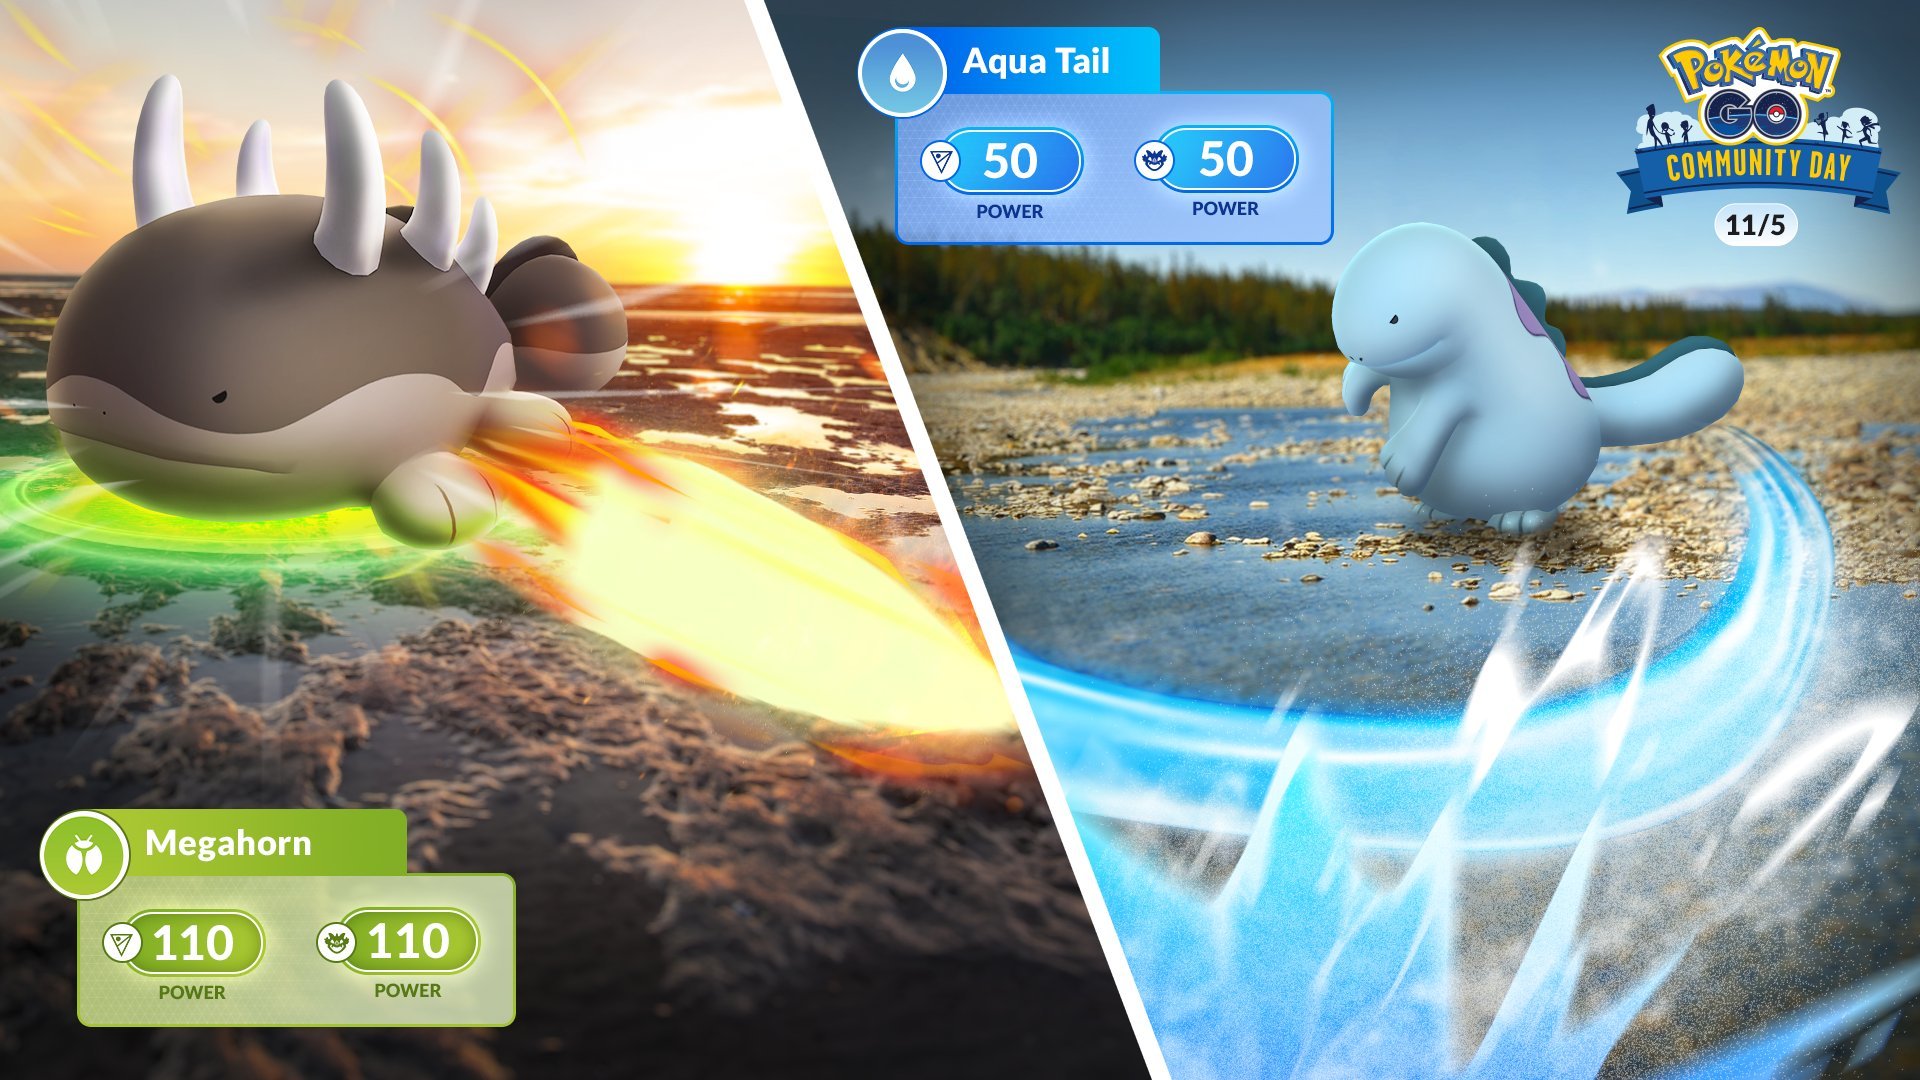 Aqua Tail
50
50
POWER
POWER
POKéMON
GO
COMMUNITY DAY
11/5
Megahorn
110
110
POWER
POWER